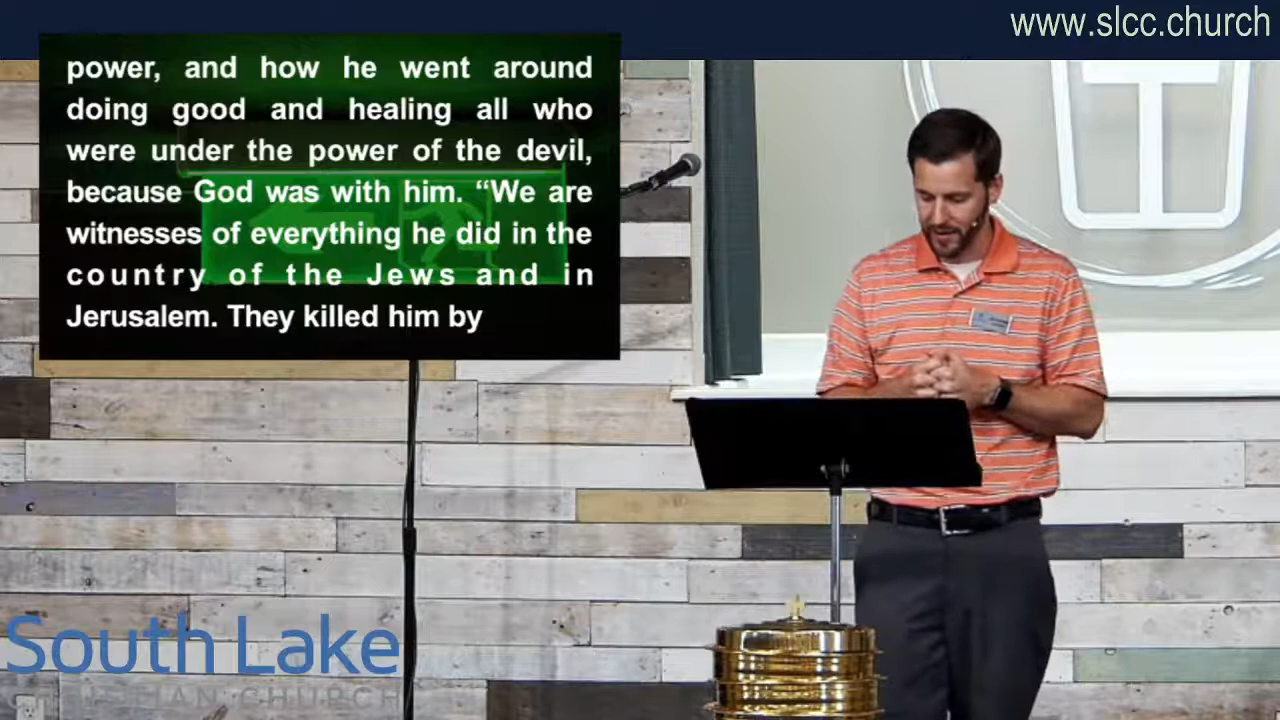 www.slcc.church
power, and how he went around
doing good and healing all who
were under the power of the devil,
because God was with him. “We are
witnesses of everything he did in the
country of the Jews and in
Jerusalem. They killed him by
South Lake
CHRISTIAN CHURCH